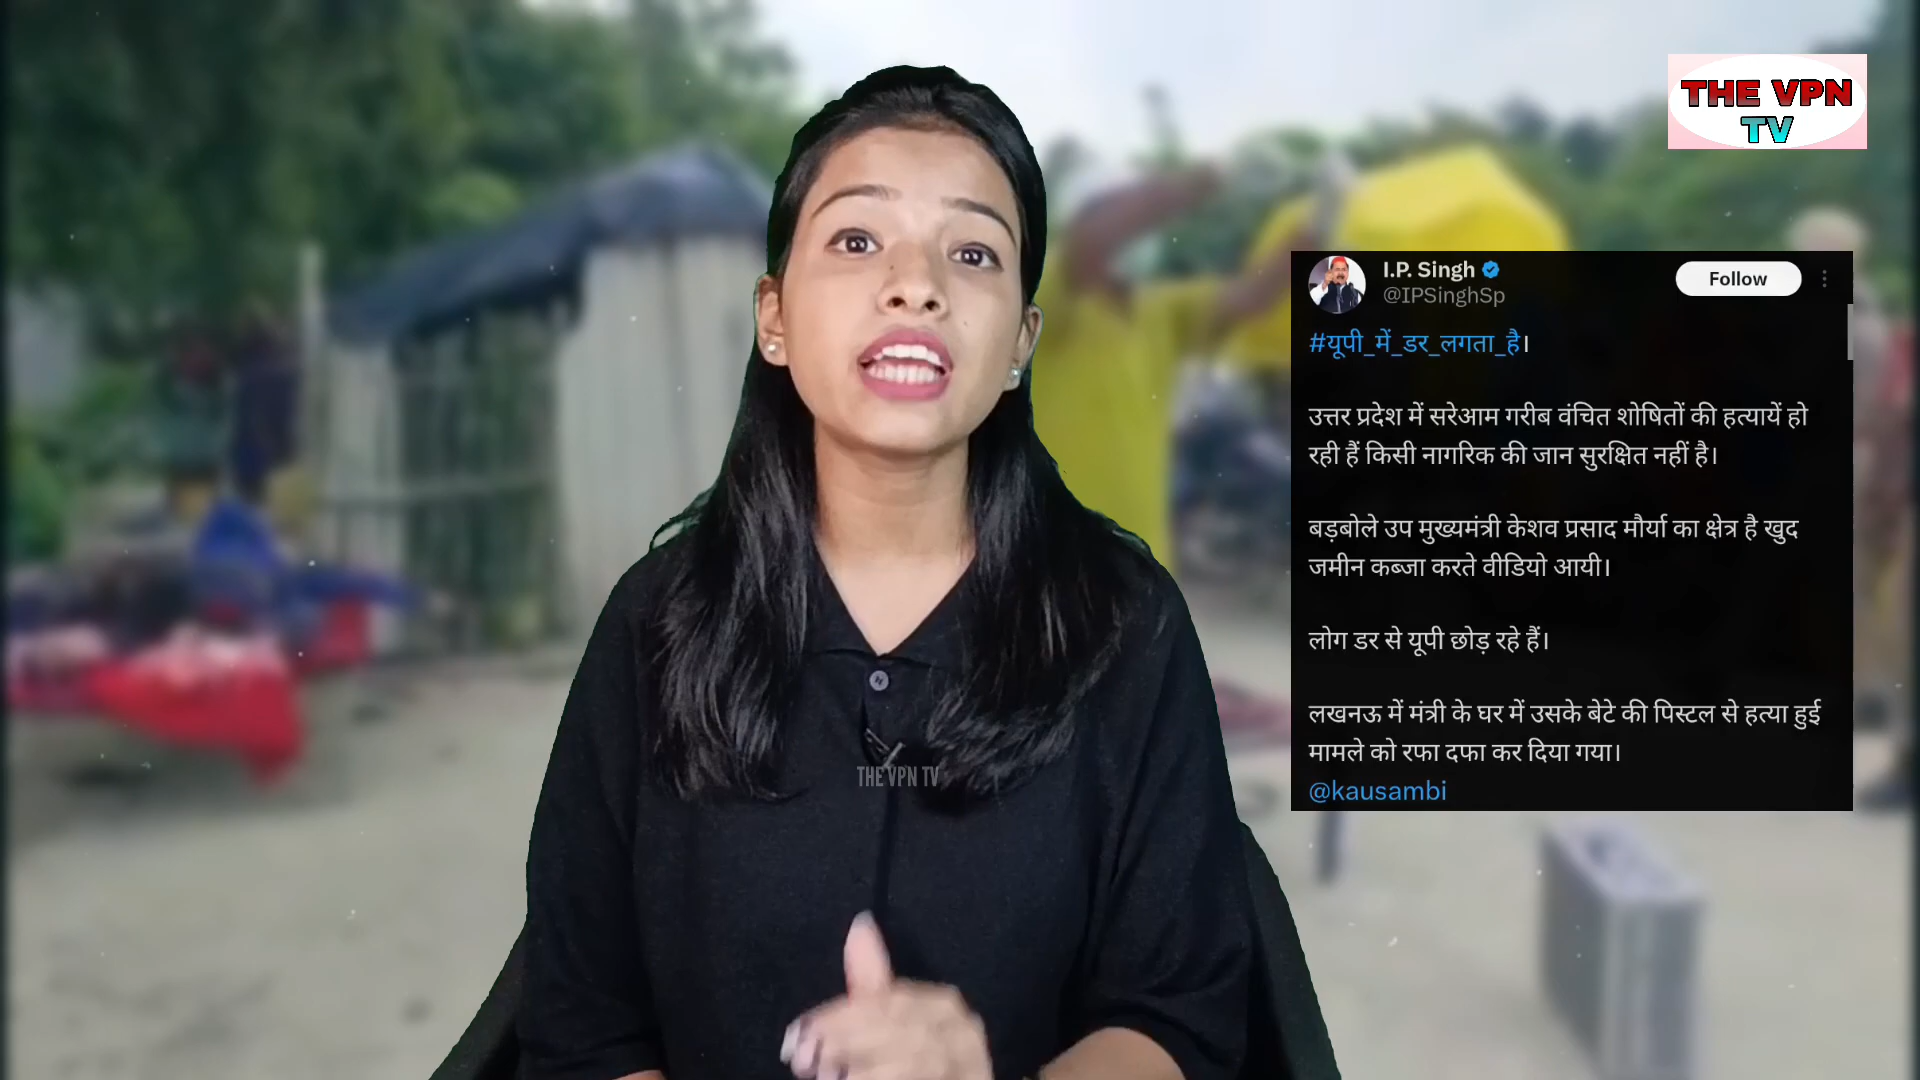 THE VPN
TV
I.P. Singh
@IPSinghSp
Follow
#यूपी_में_डर_लगता_है।
उत्तर प्रदेश में सरेआम गरीब वंचित शोषितों की हत्यायें हो
रही हैं किसी नागरिक की जान सुरक्षित नहीं है।
बड़बोले उप मुख्यमंत्री केशव प्रसाद मौर्या का क्षेत्र है खुद
जमीन कब्जा करते वीडियो आयी।
लोग डर से यूपी छोड़ रहे हैं।
लखनऊ में मंत्री के घर में उसके बेटे की पिस्टल से हत्या हुई
मामले को रफा दफा कर दिया गया।
@kausambi
THE VPN TV